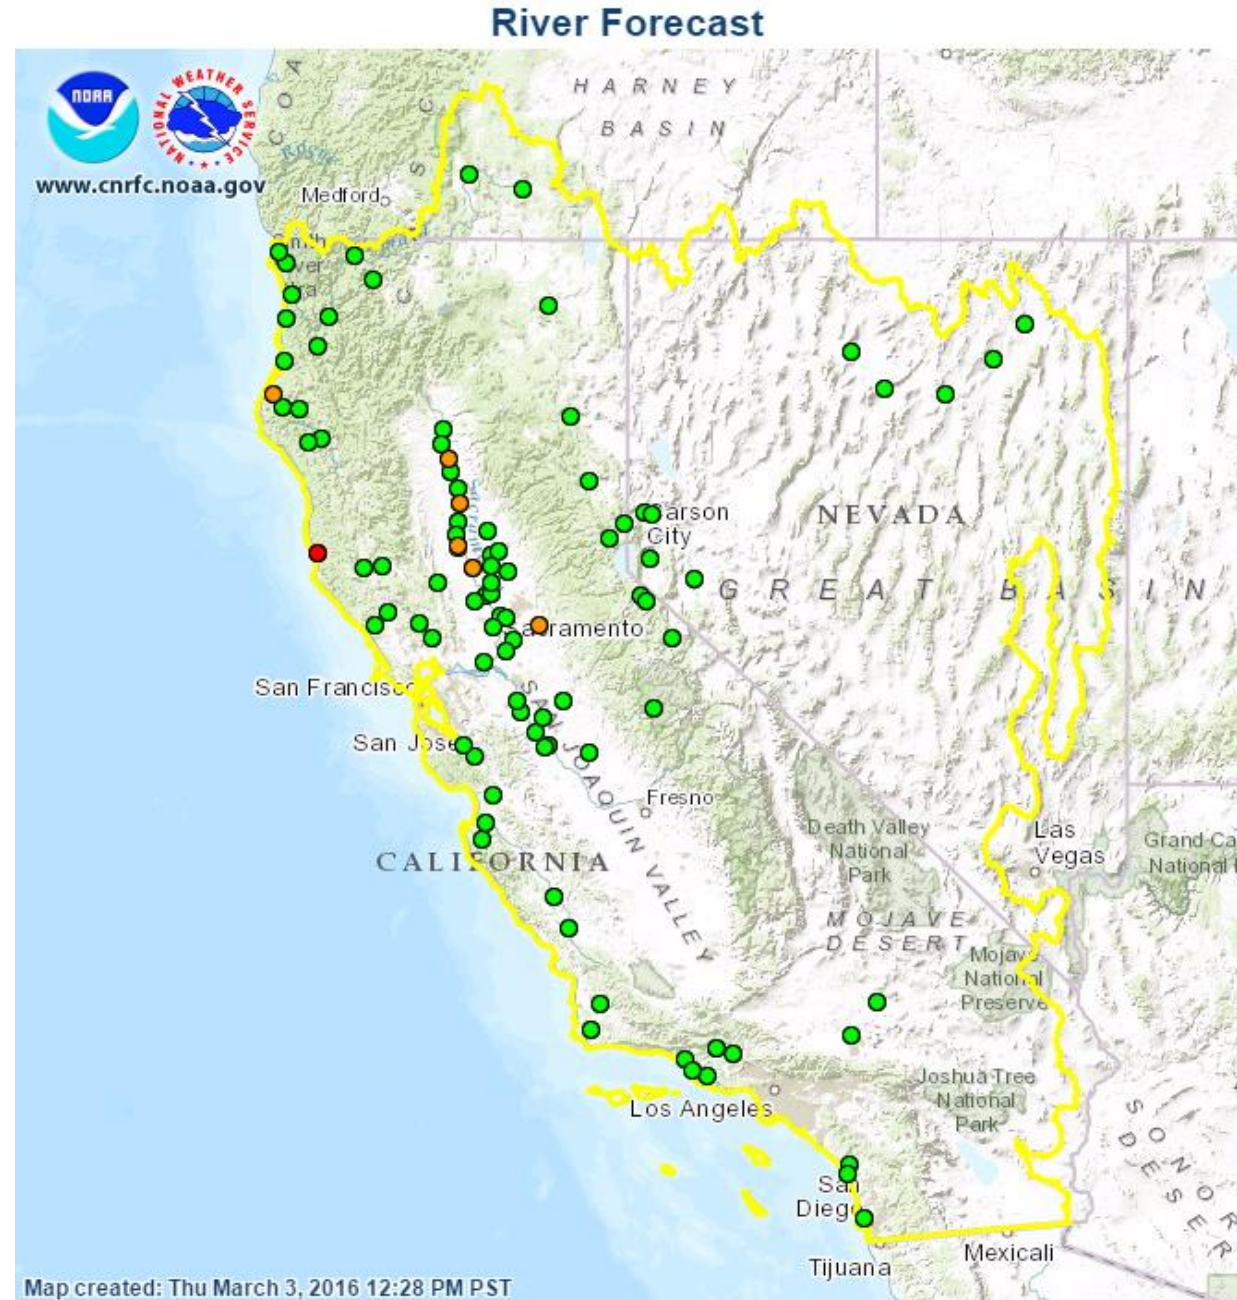 River Forecast
NOAA
NATIONAL WEATHER SERVICE
www.cnrfc.noaa.gov
HARNEY
BASIN
Medford
Carson
City
NEVADA
GREAT BASIN
Sacramento
San Francisco
San Jose
SAN JOAQUIN VALLEY
Fresno
CALIFORNIA
Death Valley
National
Park
Las
Vegas
Grand Ca
National
MOJAVE
DESERT
Mojave
National
Preserve
Joshua Tree
National
Park
Los Angeles
SONOR
DESER
San
Diego
Tijuana
Mexicali
Map created: Thu March 3, 2016 12:28 PM PST